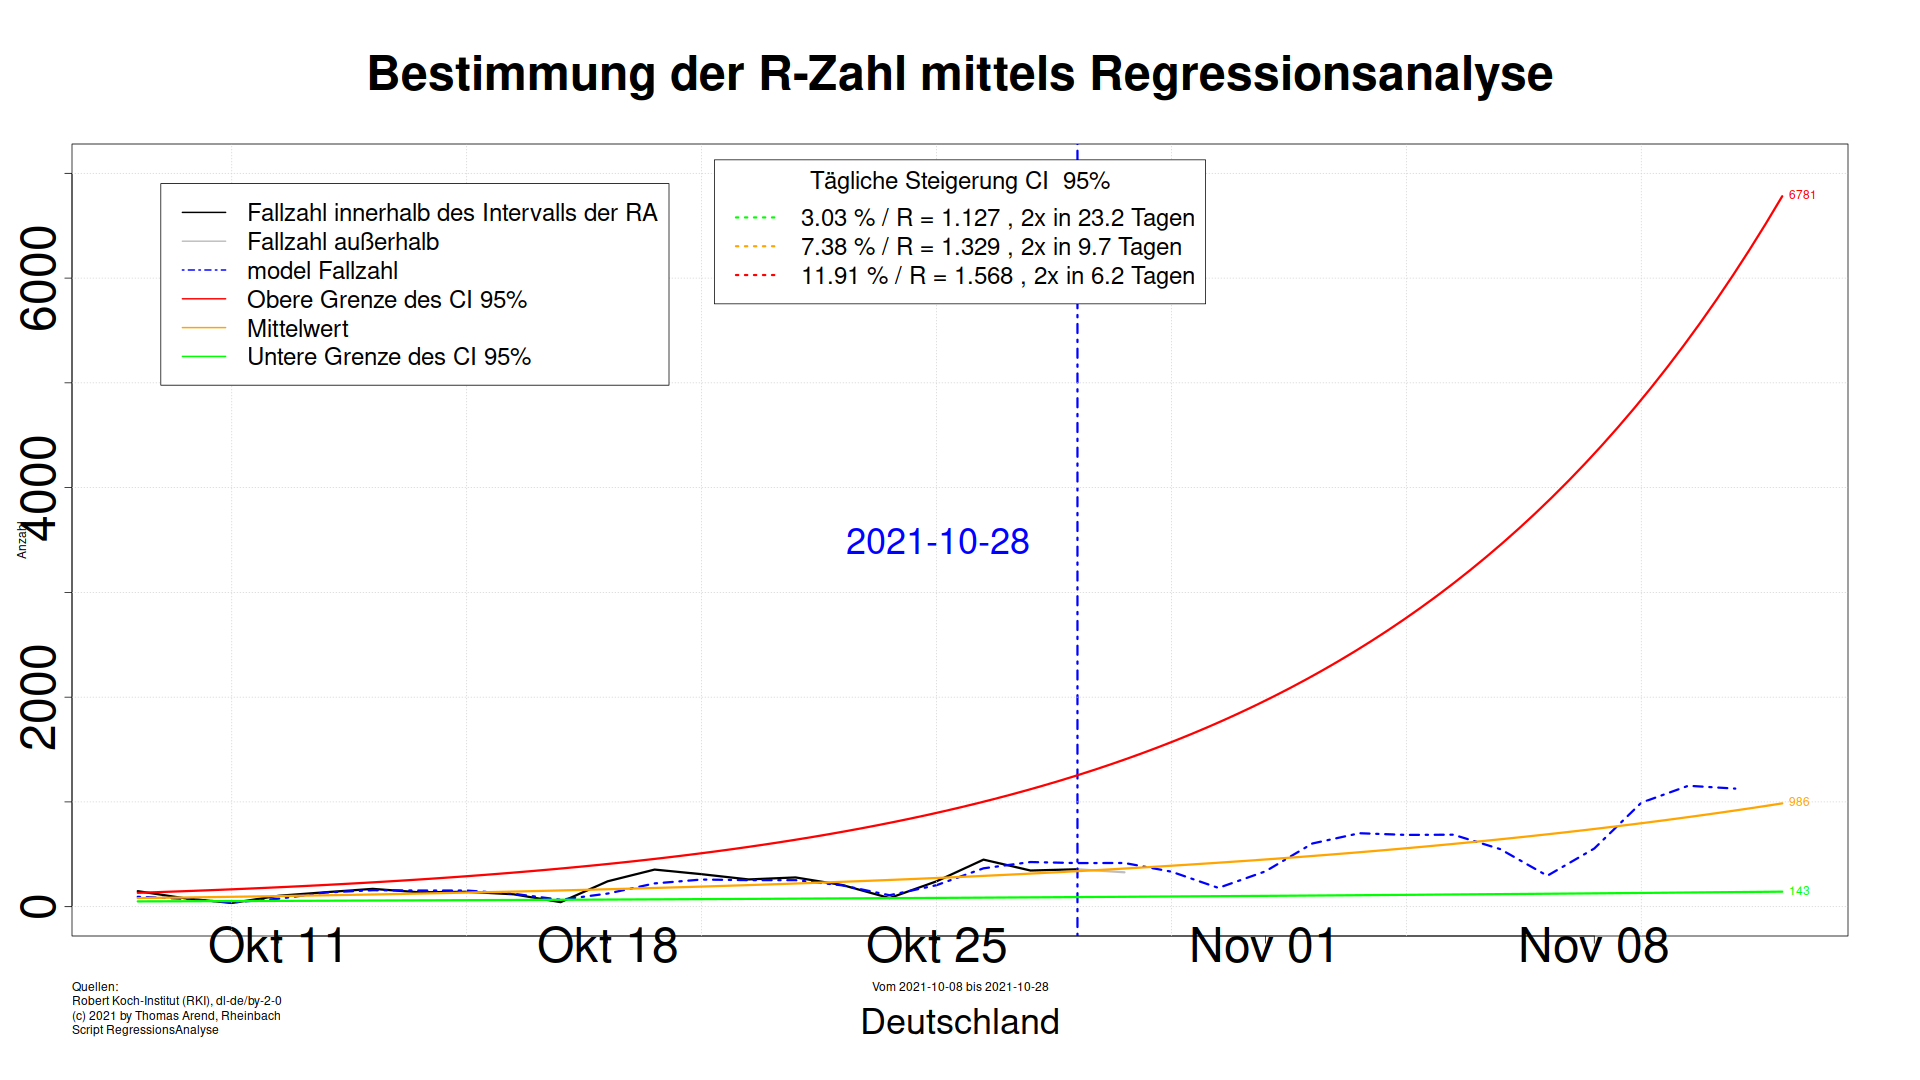 Bestimmung der R-Zahl mittels Regressionsanalyse
Fallzahl innerhalb des Intervalls der RA
Fallzahl außerhalb
model Fallzahl
Obere Grenze des CI 95%
Mittelwert
Untere Grenze des CI 95%
Tägliche Steigerung CI  95%
3.03 % / R = 1.127 , 2x in 23.2 Tagen
7.38 % / R = 1.329 , 2x in 9.7 Tagen
11.91 % / R = 1.568 , 2x in 6.2 Tagen
6781
6000
4000
2000
0
Anzahl
2021-10-28
986
143
Okt 11
Okt 18
Okt 25
Nov 01
Nov 08
Quellen:
Robert Koch-Institut (RKI), dl-de/by-2-0
(c) 2021 by Thomas Arend, Rheinbach
Script RegressionsAnalyse
Vom 2021-10-08 bis 2021-10-28
Deutschland